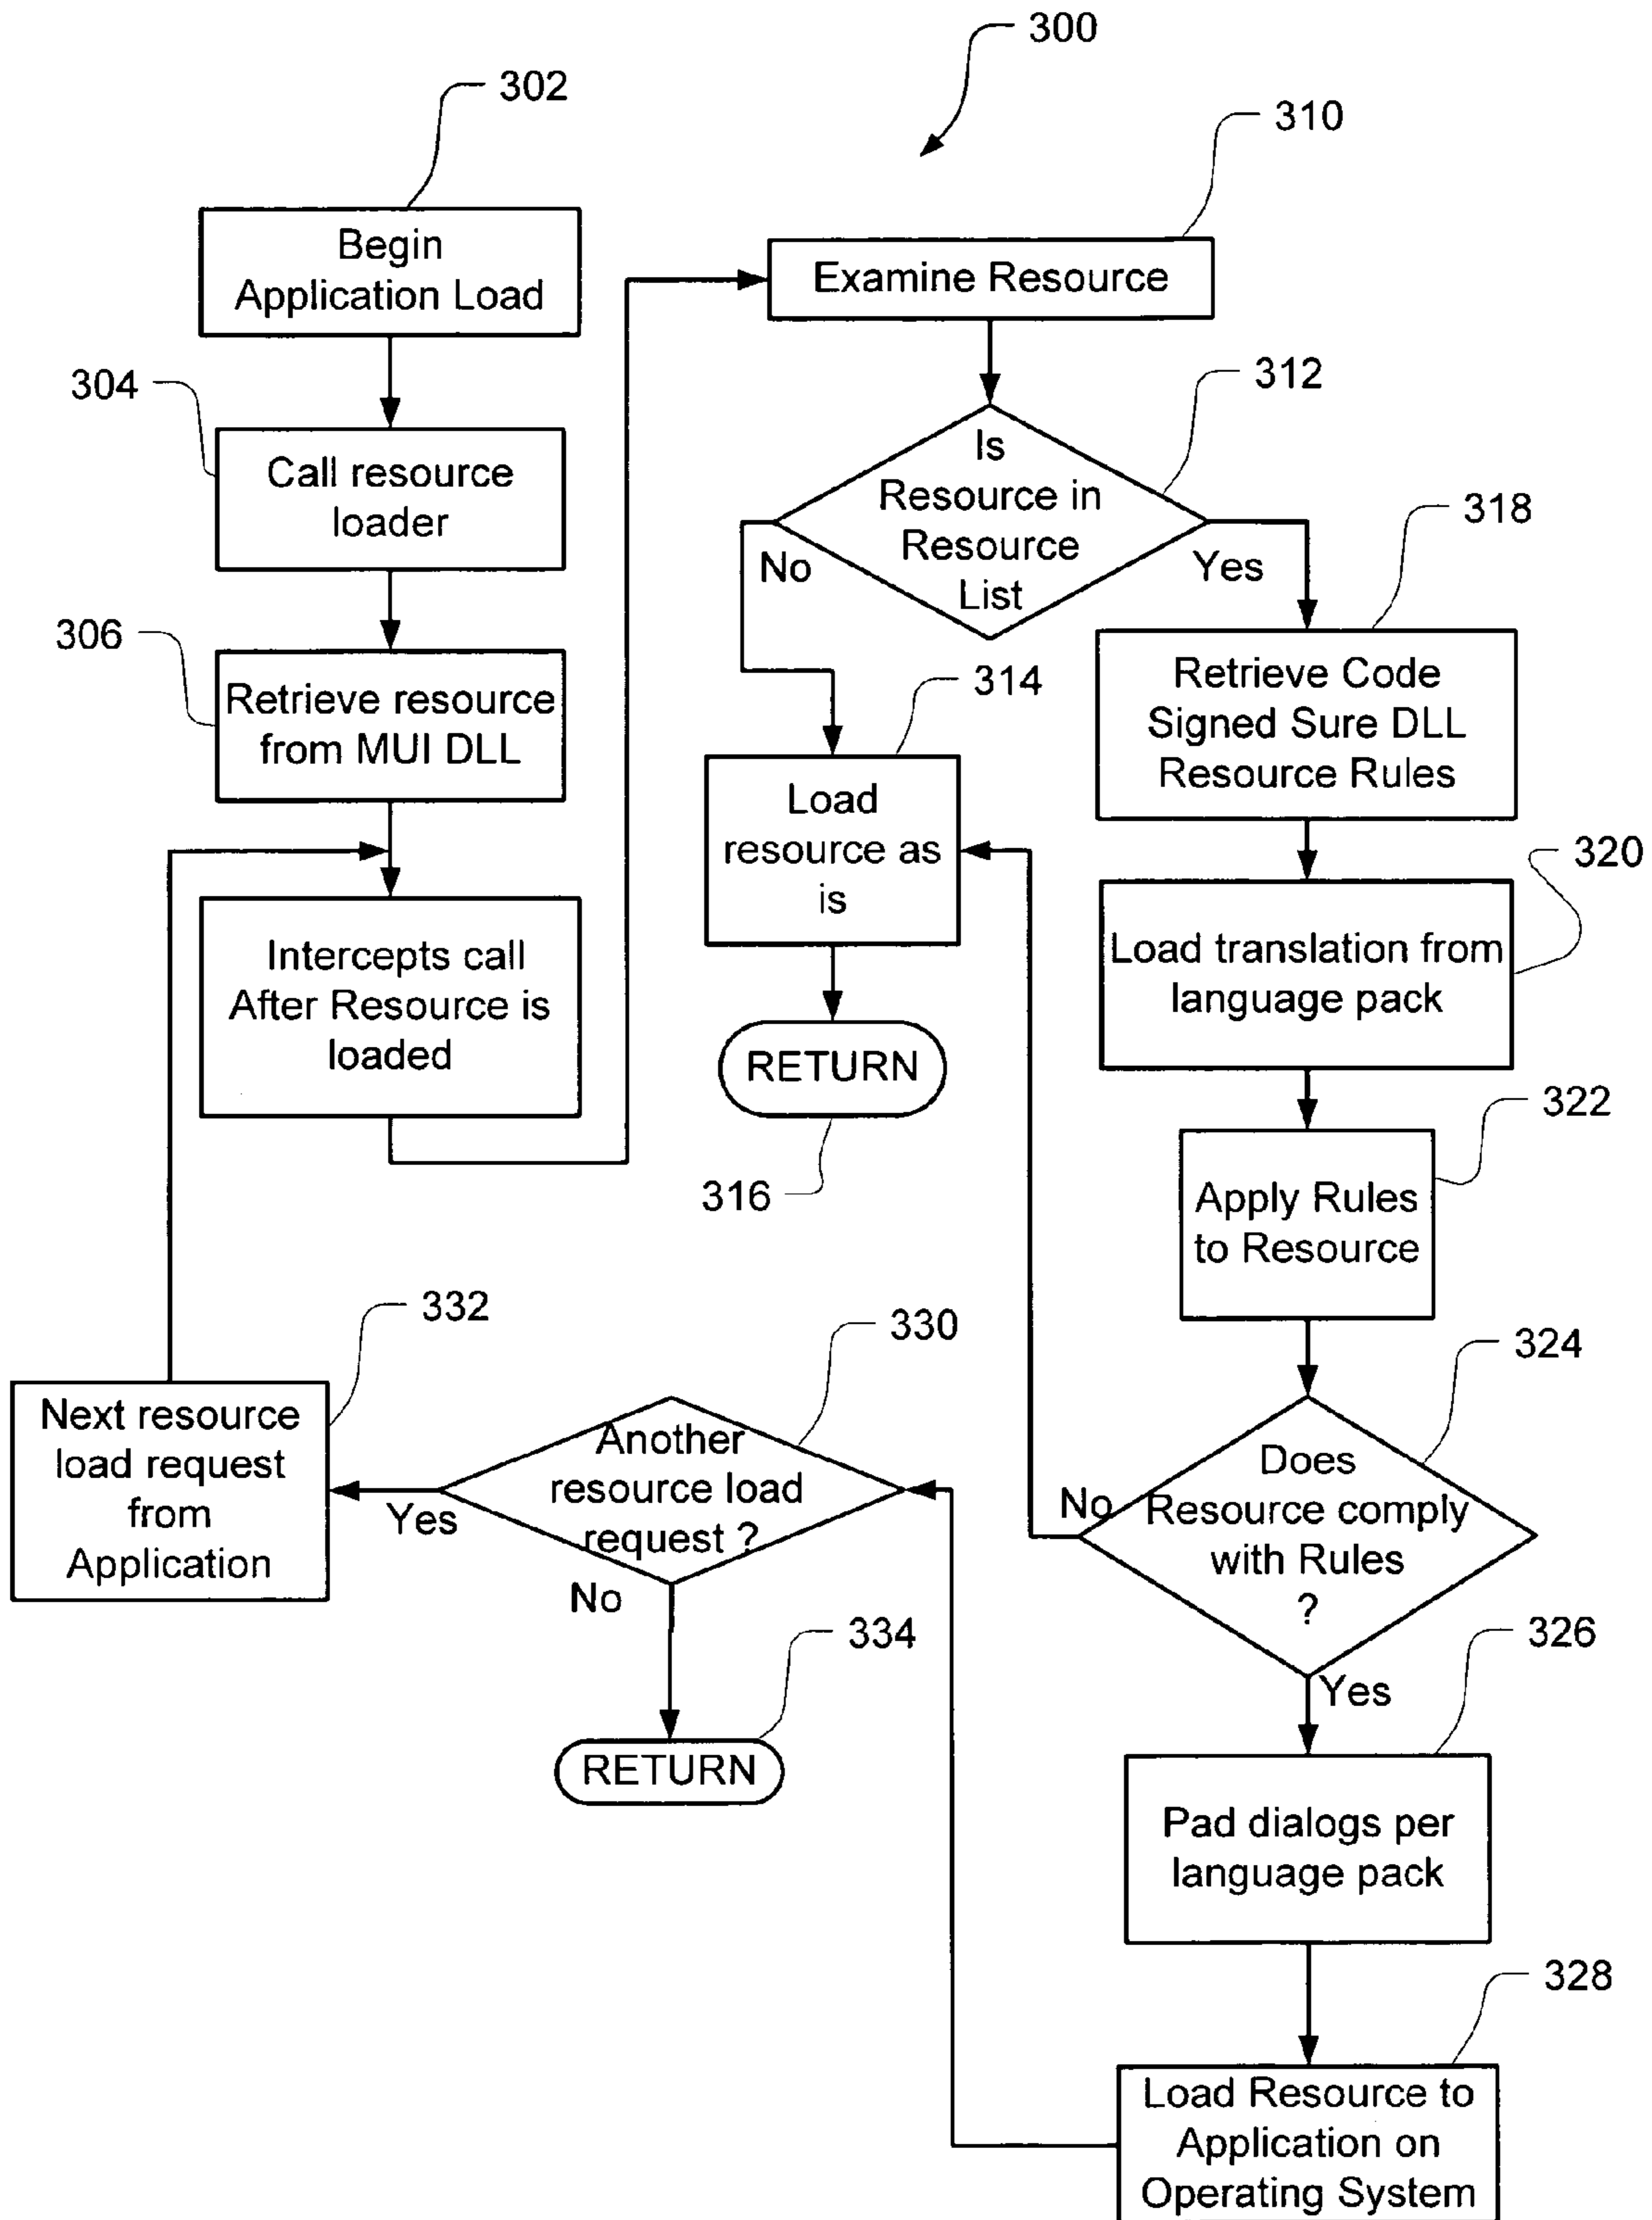 300
302
Begin
Application Load
304
Call resource
loader
306
Retrieve resource
from MUI DLL
Intercepts call
After Resource is
loaded
310
Examine Resource
312
Is
Resource in
Resource
List
No
Yes
314
Load
resource as
is
RETURN
316
318
Retrieve Code
Signed Sure DLL
Resource Rules
320
Load translation from
language pack
322
Apply Rules
to Resource
324
Does
Resource comply
with Rules
?
No
Yes
326
Pad dialogs per
language pack
328
Load Resource to
Application on
Operating System
330
Another
resource load
request ?
Yes
No
332
Next resource
load request
from
Application
334
RETURN